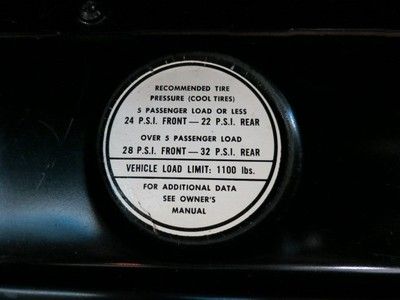 RECOMMENDED TIRE
PRESSURE (COOL TIRES)
5 PASSENGER LOAD OR LESS
24 P.S.I. FRONT — 22 P.S.I. REAR
OVER 5 PASSENGER LOAD
28 P.S.I. FRONT — 32 P.S.I. REAR
VEHICLE LOAD LIMIT: 1100 lbs.
FOR ADDITIONAL DATA
SEE OWNER'S
MANUAL